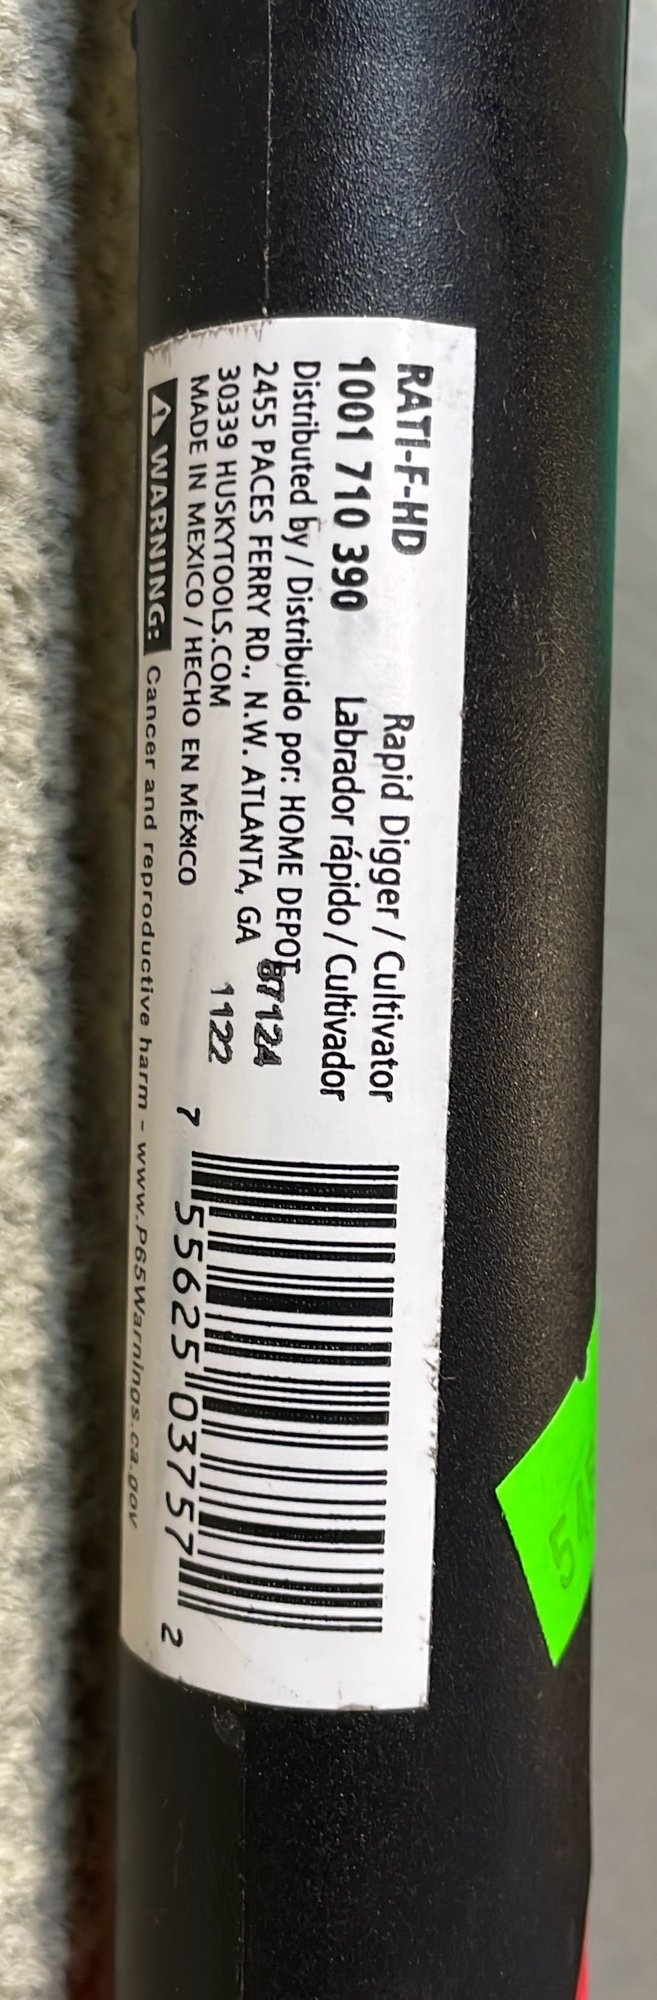 RATI-F-HD
Rapid Digger / Cultivator
1001 710 390
Labrador rápido / Cultivador
Distributed by / Distribuido por: HOME DEPOT
2455 PACES FERRY RD., N.W. ATLANTA, GA
30339 HUSKYTOOLS.COM
1122
MADE IN MEXICO / HECHO EN MÉXICO
WARNING: Cancer and reproductive harm - www.P65Warnings.ca.gov
7 55625 03757 2